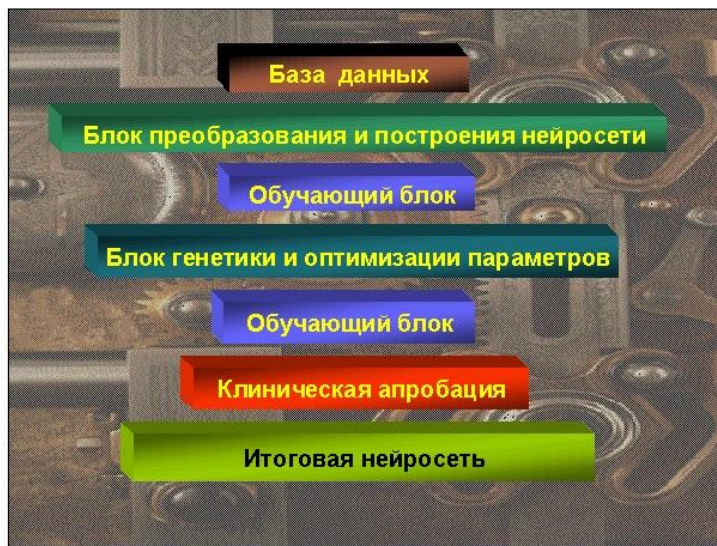 База данных
Блок преобразования и построения нейросети
Обучающий блок
Блок генетики и оптимизации параметров
Обучающий блок
Клиническая апробация
Итоговая нейросеть